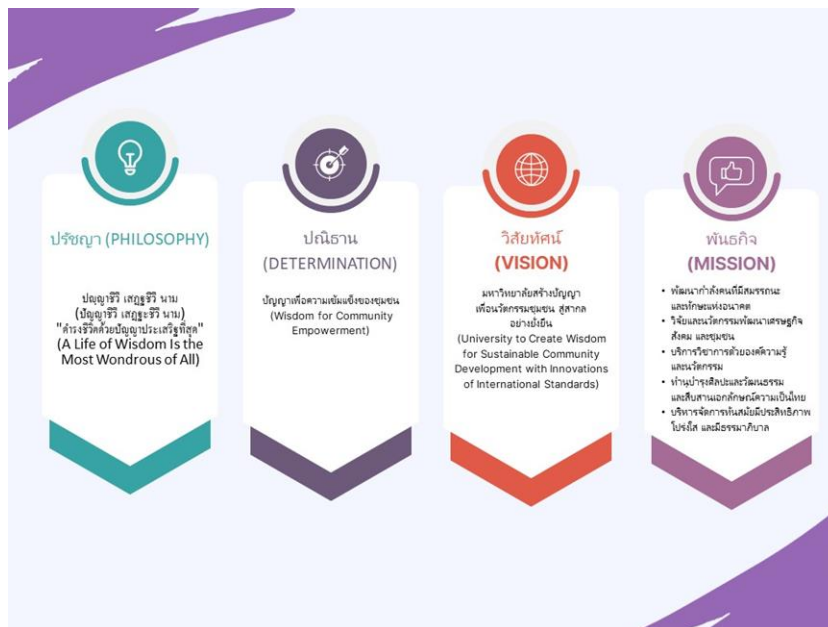 ปรัชญา (PHILOSOPHY)
ปญฺญาชีวี เสฏฺฐชีวี นาม
(ปัญญาชีวี เสฏฐะชีวี นาม)
"ดำรงชีวิตด้วยปัญญาประเสริฐที่สุด"
(A Life of Wisdom Is the
Most Wondrous of All)
ปณิธาน
(DETERMINATION)
ปัญญาเพื่อความเข้มแข็งของชุมชน
(Wisdom for Community
Empowerment)
วิสัยทัศน์
(VISION)
มหาวิทยาลัยสร้างปัญญา
เพื่อนวัตกรรมชุมชน สู่สากล
อย่างยั่งยืน
(University to Create Wisdom
for Sustainable Community
Development with Innovations
of International Standards)
พันธกิจ
(MISSION)
• พัฒนากำลังคนที่มีสมรรถนะ
และทักษะแห่งอนาคต
• วิจัยและนวัตกรรมพัฒนาเศรษฐกิจ
สังคม และชุมชน
• บริการวิชาการด้วยองค์ความรู้
และนวัตกรรม
• ทำนุบำรุงศิลปะและวัฒนธรรม
และสืบสานเอกลักษณ์ความเป็นไทย
• บริหารจัดการทันสมัยมีประสิทธิภาพ
โปร่งใส และมีธรรมาภิบาล